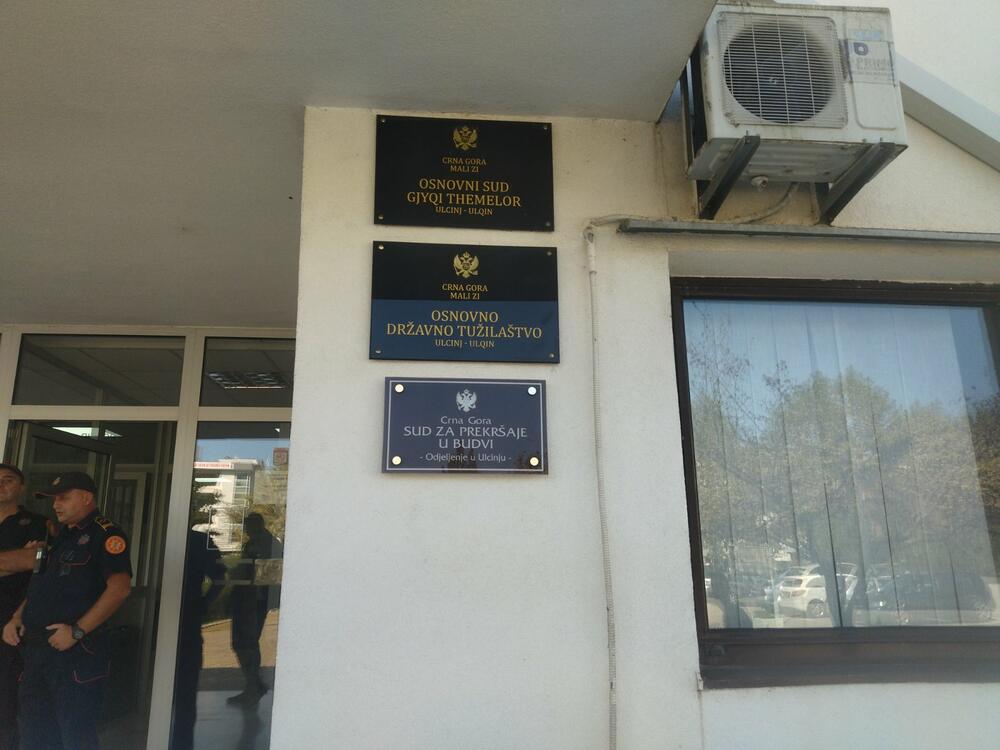 CRNA GORA
MALI ZI
OSNOVNI SUD
GJYQI THEMELOR
ULCINJ - ULQIN
CRNA GORA
MALI ZI
OSNOVNO
DRŽAVNO TUŽILAŠTVO
ULCINJ - ULQIN
Crna Gora
SUD ZA PREKRŠAJE
U BUDVI
- Odjeljenje u Ulcinju -